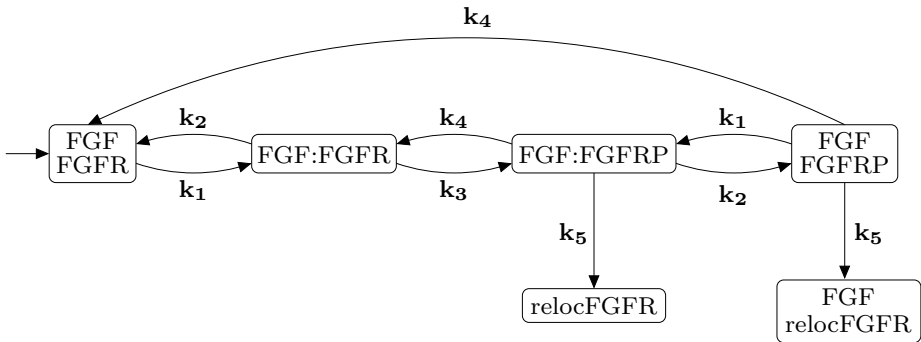 k4
k2
k4
k1
FGF
FGFR
FGF:FGFR
FGF:FGFRP
FGF
FGFRP
k1
k3
k2
k5
k5
relocFGFR
FGF
relocFGFR